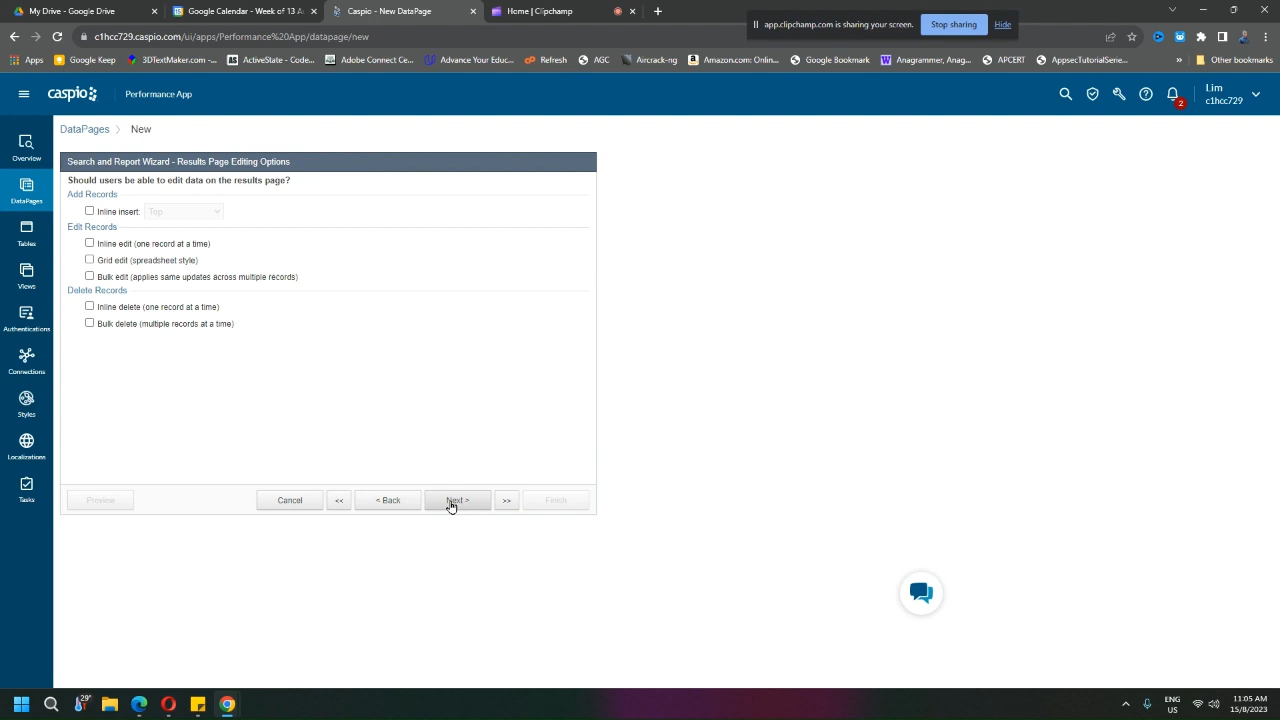 My Drive - Google Drive
Google Calendar - Week of 13 Au
Caspio - New DataPage
Home | Clipchamp
app.clipchamp.com is sharing your screen.
Stop sharing
Hide
c1hcc729.caspio.com/ui/apps/Performance%20App/datapage/new
Apps
Google Keep
3DTextMaker.com -...
ActiveState - Code...
Adobe Connect Ce...
Advance Your Educ...
Refresh
AGC
Aircrack-ng
Amazon.com: Onlin...
Google Bookmark
Anagrammer, Anag...
APCERT
AppsecTutorialSerie...
»
Other bookmarks
caspio
Performance App
2
Lim
c1hcc729
Overview
DataPages
Tables
Views
Authentications
Connections
Styles
Localizations
Tasks
DataPages > New
Search and Report Wizard - Results Page Editing Options
Should users be able to edit data on the results page?
Add Records
Inline insert: Top
Edit Records
Inline edit (one record at a time)
Grid edit (spreadsheet style)
Bulk edit (applies same updates across multiple records)
Delete Records
Inline delete (one record at a time)
Bulk delete (multiple records at a time)
Preview
Cancel
<<
< Back
Next >
>>
Finish
29°
ENG
US
11:05 AM
15/8/2023